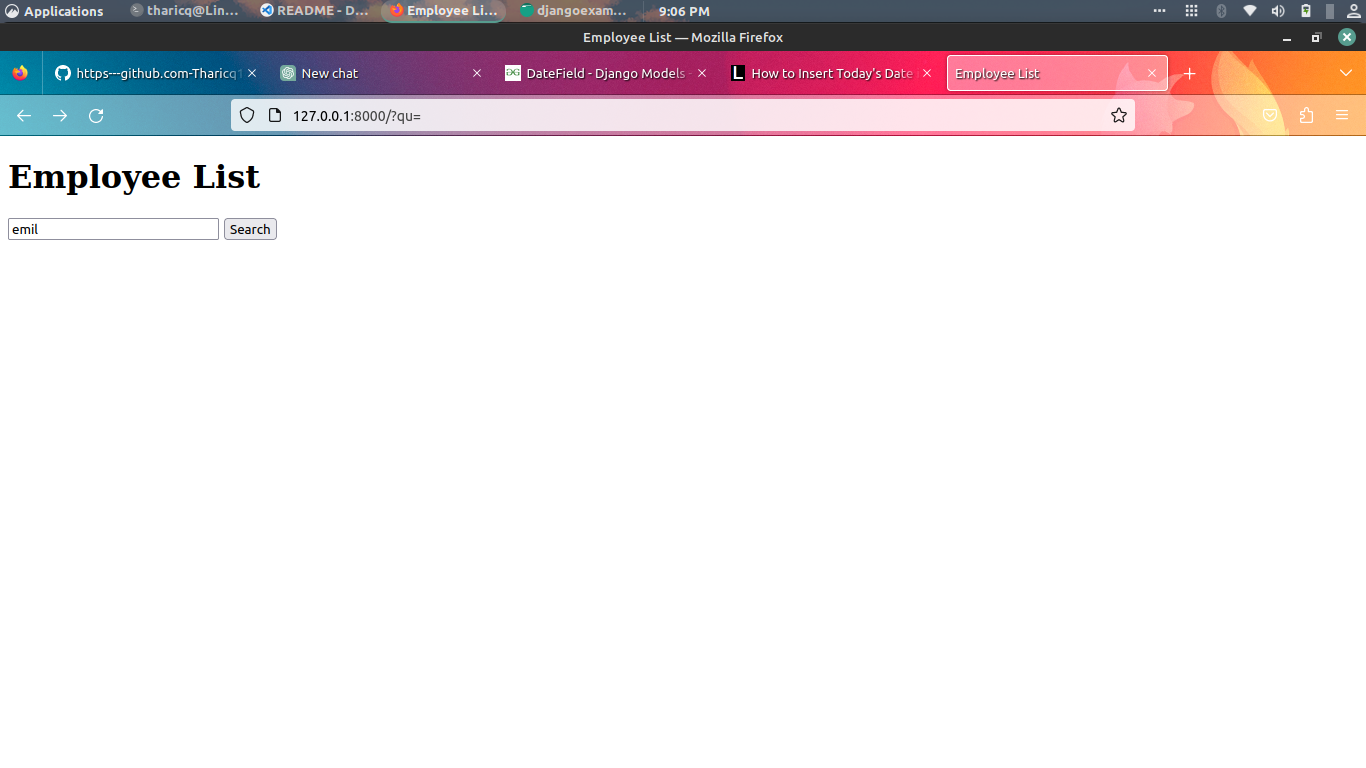 Applications tharicq@Lin... README - D... Employee Li... djangoexam... 9:06 PM
Employee List — Mozilla Firefox
https---github.com-Tharicq1 New chat DateField - Django Models - How to Insert Today's Date Employee List
127.0.0.1:8000/?qu=
Employee List
emil Search